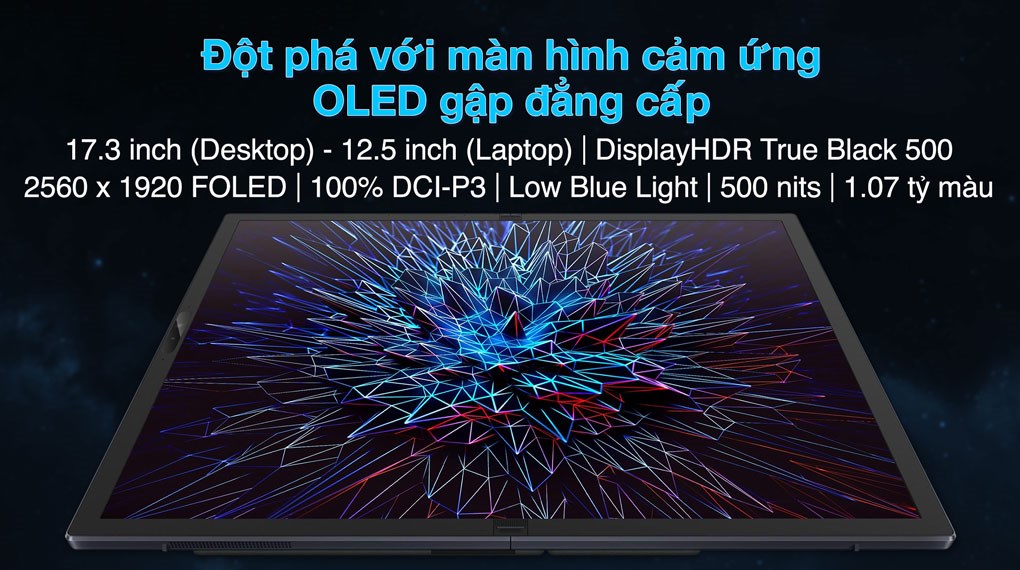 Đột phá với màn hình cảm ứng
OLED gập đẳng cấp
17.3 inch (Desktop) - 12.5 inch (Laptop) | DisplayHDR True Black 500
2560 x 1920 FOLED | 100% DCI-P3 | Low Blue Light | 500 nits | 1.07 tỷ màu